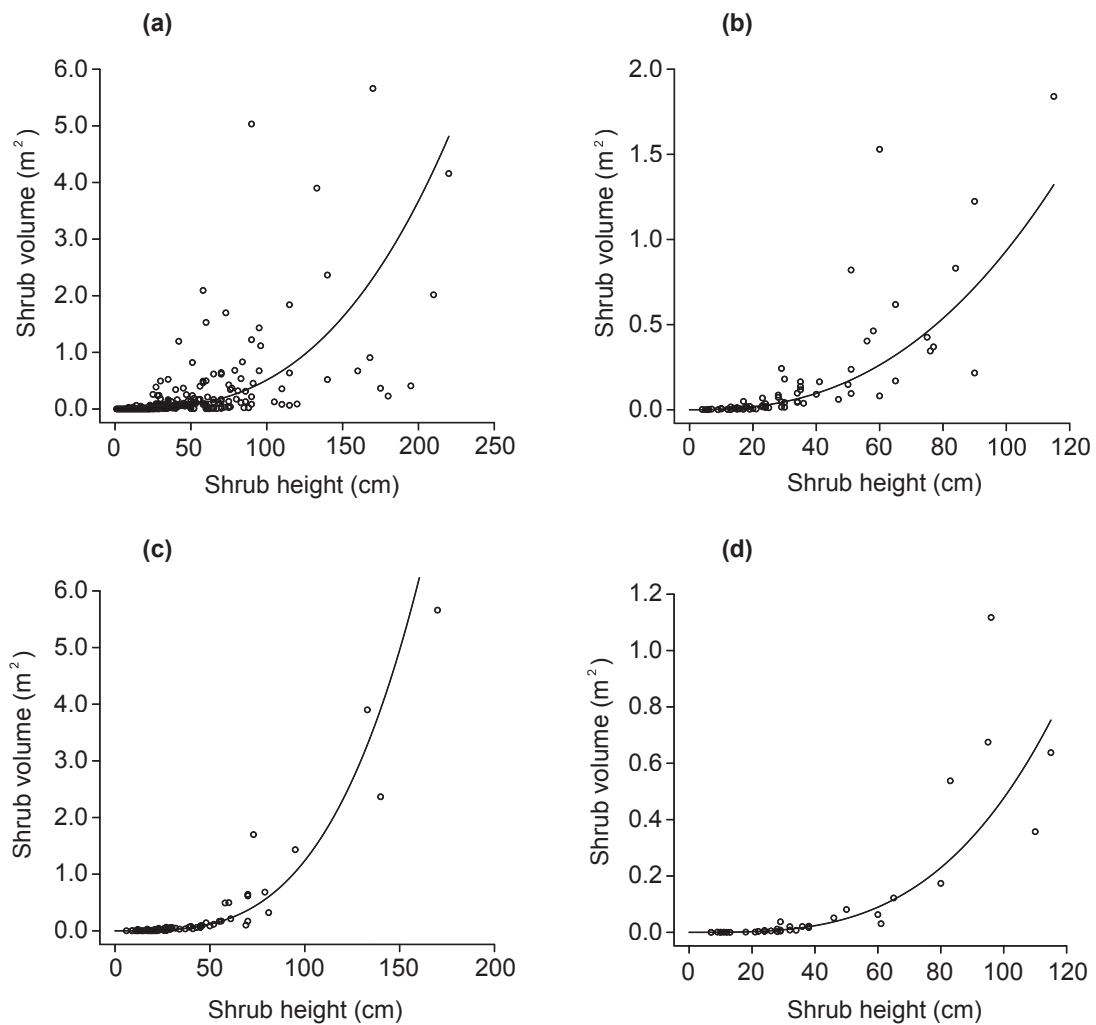 (a)
6.0
5.0
4.0
3.0
2.0
1.0
0.0
Shrub volume (m²)
0 50 100 150 200 250
Shrub height (cm)
(b)
2.0
1.5
1.0
0.5
0.0
Shrub volume (m²)
0 20 40 60 80 100 120
Shrub height (cm)
(c)
6.0
5.0
4.0
3.0
2.0
1.0
0.0
Shrub volume (m²)
0 50 100 150 200
Shrub height (cm)
(d)
1.2
1.0
0.8
0.6
0.4
0.2
0.0
Shrub volume (m²)
0 20 40 60 80 100 120
Shrub height (cm)